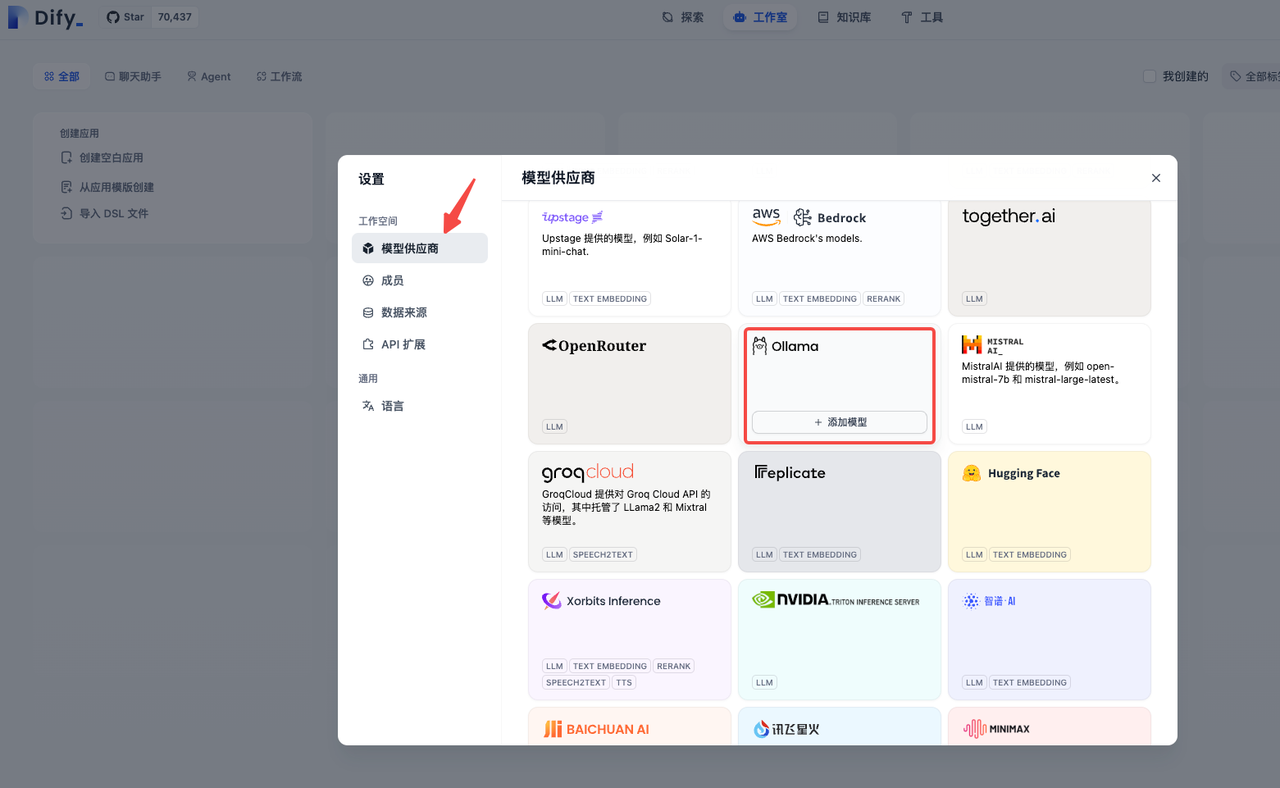 Dify_
Star 70,437
探索
工作室
知识库
工具
全部
聊天助手
Agent
工作流
我创建的
全部标签
创建应用
创建空白应用
从应用模版创建
导入 DSL 文件
设置
工作空间
模型供应商
成员
数据来源
API 扩展
通用
语言
模型供应商
upstage
Upstage 提供的模型，例如 Solar-1-
mini-chat.
LLM TEXT EMBEDDING
aws Bedrock
AWS Bedrock's models.
LLM TEXT EMBEDDING RERANK
together.ai
LLM
OpenRouter
LLM
Ollama
+ 添加模型
MISTRAL
AI_
MistralAI 提供的模型，例如 open-
mistral-7b 和 mistral-large-latest。
LLM
groqcloud
GroqCloud 提供对 Groq Cloud API 的
访问，其中托管了 LLama2 和 Mixtral
等模型。
LLM SPEECH2TEXT
Replicate
LLM TEXT EMBEDDING
Hugging Face
LLM TEXT EMBEDDING
Xorbits Inference
LLM TEXT EMBEDDING RERANK
SPEECH2TEXT TTS
NVIDIA.TRITON INFERENCE SERVER
LLM
智谱·AI
LLM TEXT EMBEDDING
BAICHUAN AI
讯飞星火
MINIMAX